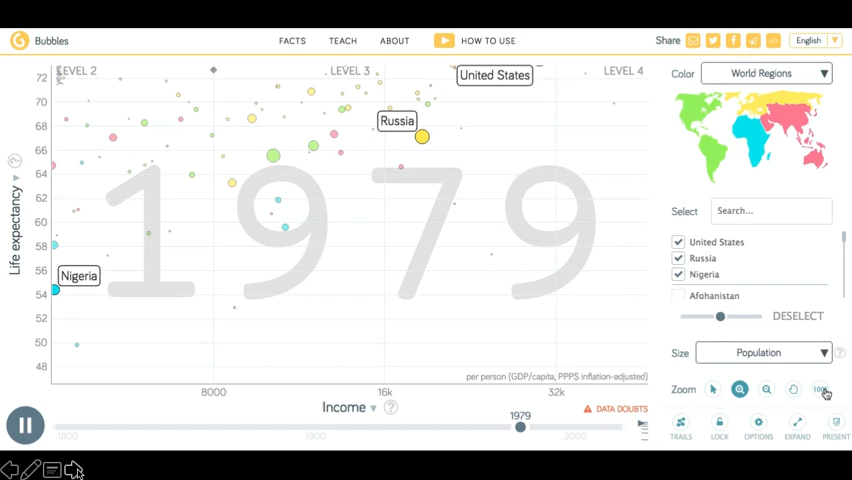 Bubbles
FACTS
TEACH
ABOUT
HOW TO USE
Share
English
Color
World Regions
Select
Search...
United States
Russia
Nigeria
Afghanistan
DESELECT
Size
Population
Zoom
100%
TRAILS
LOCK
OPTIONS
EXPAND
PRESENT
LEVEL 2
LEVEL 3
LEVEL 4
United States
Russia
Nigeria
1979
Life expectancy
?
72
70
68
66
64
62
60
58
56
54
52
50
48
per person (GDP/capita, PPP$ inflation-adjusted)
8000
16k
32k
Income
?
DATA DOUBTS
1979
1800
1900
2000
?